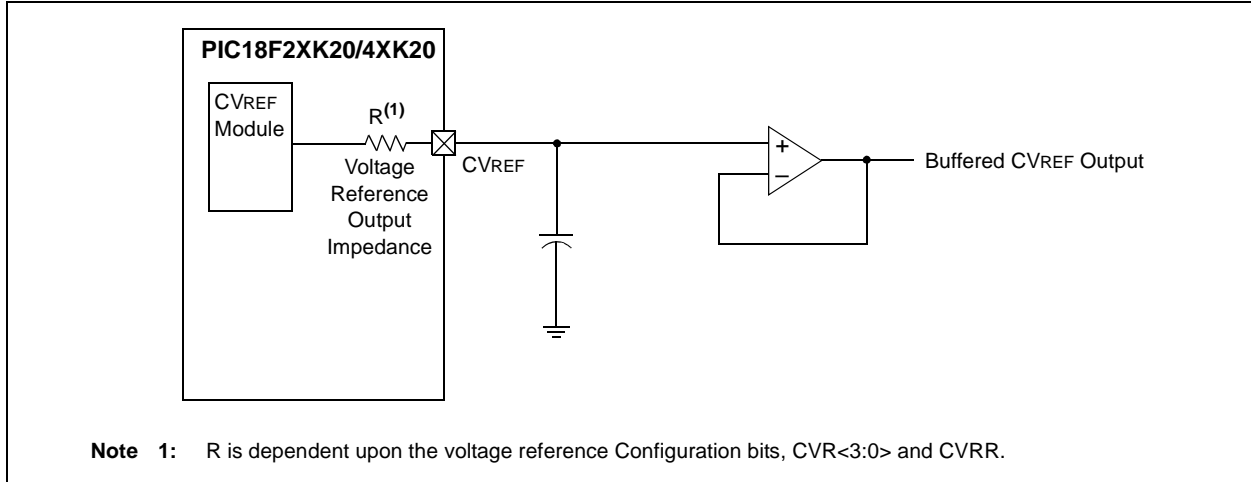 PIC18F2XK20/4XK20
CVREF
Module
R(1)
Voltage
Reference
Output
Impedance
CVREF
+
–
Buffered CVREF Output
Note 1: R is dependent upon the voltage reference Configuration bits, CVR<3:0> and CVRR.